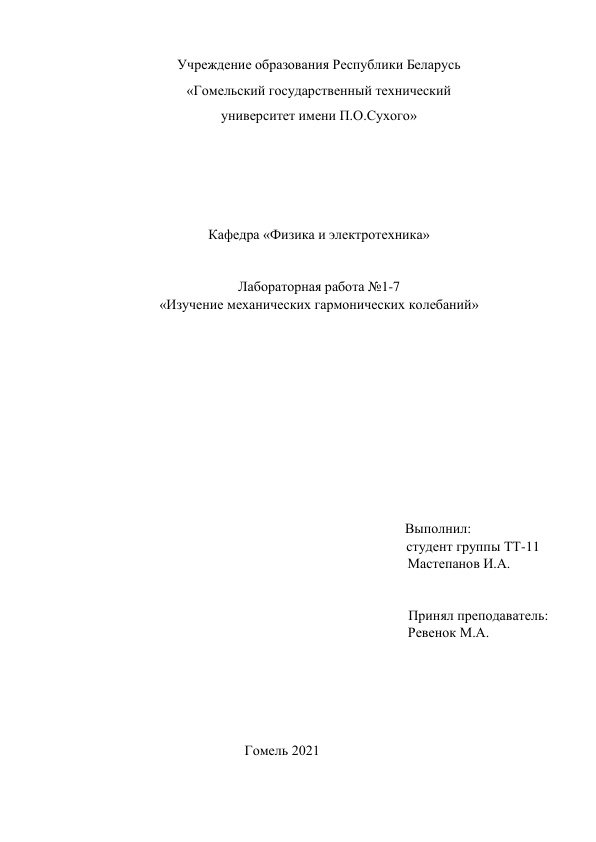 Учреждение образования Республики Беларусь
«Гомельский государственный технический
университет имени П.О.Сухого»
Кафедра «Физика и электротехника»
Лабораторная работа №1-7
«Изучение механических гармонических колебаний»
Выполнил:
студент группы ТТ-11
Мастепанов И.А.
Принял преподаватель:
Ревенок М.А.
Гомель 2021